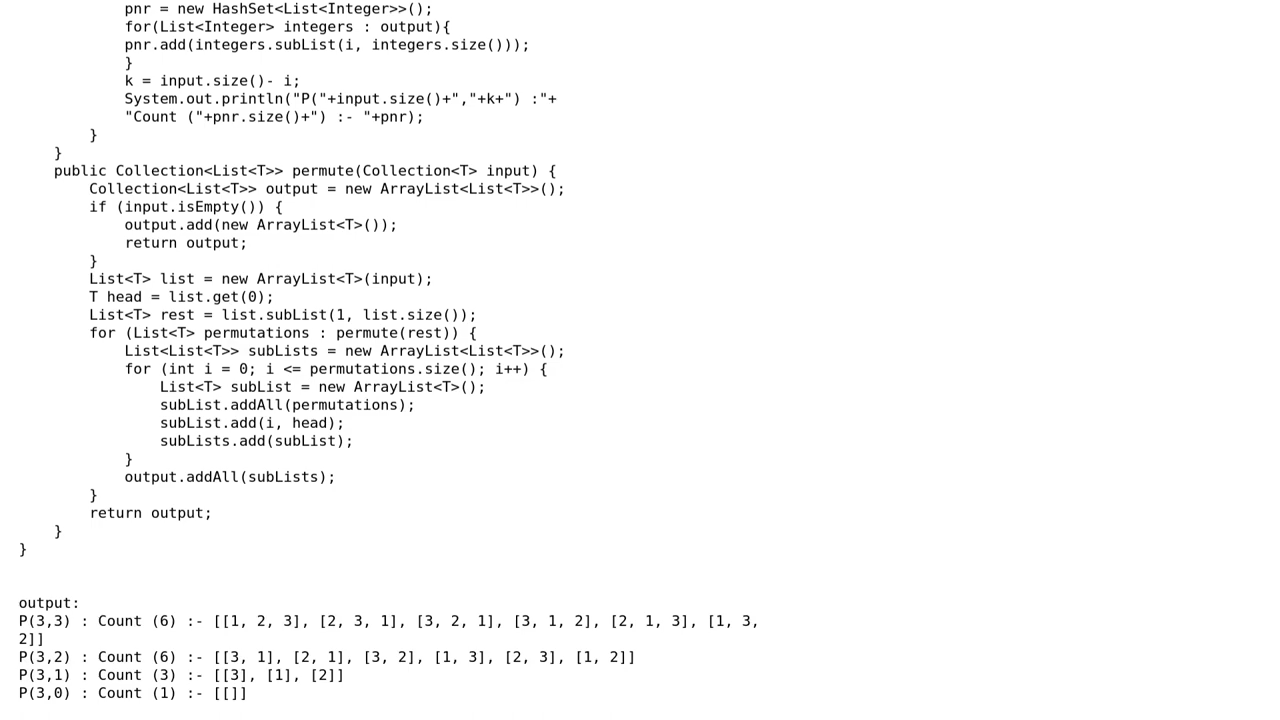 pnr = new HashSet<List<Integer>>();
            for(List<Integer> integers : output){
            pnr.add(integers.subList(i, integers.size()));
            }
            k = input.size()- i;
            System.out.println("P("+input.size()+","+k+") :"+
            "Count ("+pnr.size()+") :- "+pnr);
        }
    }
    public Collection<List<T>> permute(Collection<T> input) {
        Collection<List<T>> output = new ArrayList<List<T>>();
        if (input.isEmpty()) {
            output.add(new ArrayList<T>());
            return output;
        }
        List<T> list = new ArrayList<T>(input);
        T head = list.get(0);
        List<T> rest = list.subList(1, list.size());
        for (List<T> permutations : permute(rest)) {
            List<List<T>> subLists = new ArrayList<List<T>>();
            for (int i = 0; i <= permutations.size(); i++) {
                List<T> subList = new ArrayList<T>();
                subList.addAll(permutations);
                subList.add(i, head);
                subLists.add(subList);
            }
            output.addAll(subLists);
        }
        return output;
    }
}

output:
P(3,3) : Count (6) :- [[1, 2, 3], [2, 3, 1], [3, 2, 1], [3, 1, 2], [2, 1, 3], [1, 3,
2]]
P(3,2) : Count (6) :- [[3, 1], [2, 1], [3, 2], [1, 3], [2, 3], [1, 2]]
P(3,1) : Count (3) :- [[3], [1], [2]]
P(3,0) : Count (1) :- [[]]